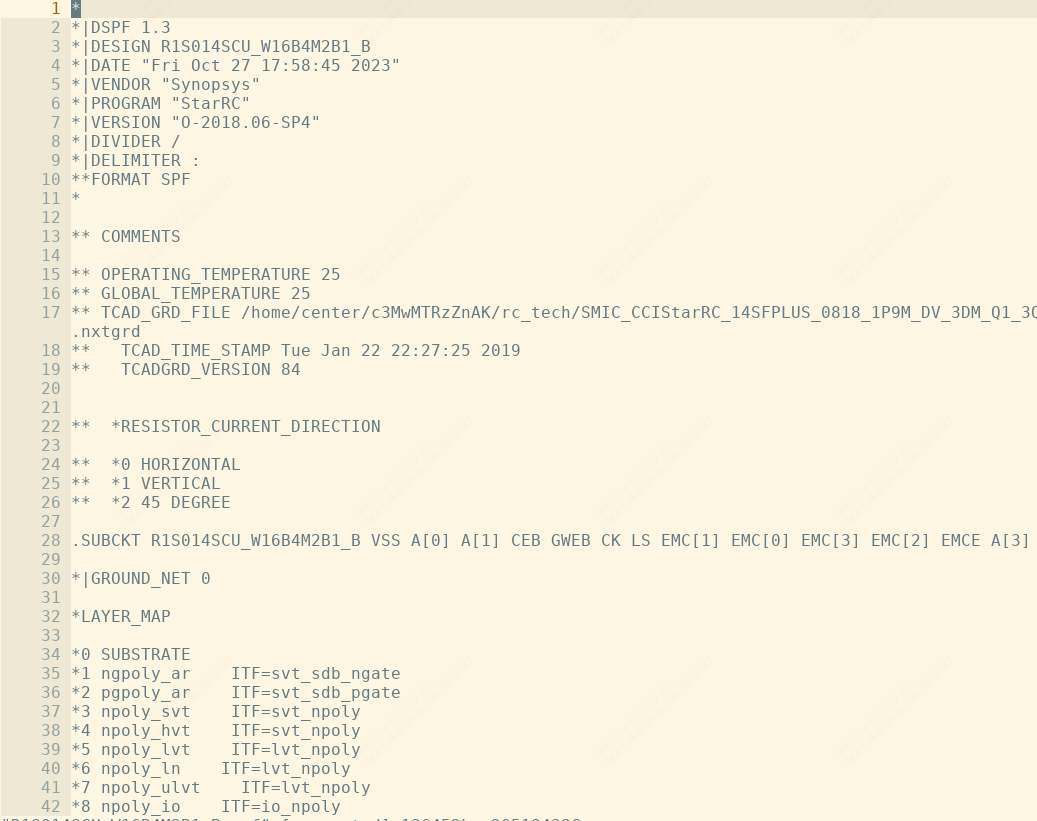 1 *
2 *|DSPF 1.3
3 *|DESIGN R1S014SCU_W16B4M2B1_B
4 *|DATE "Fri Oct 27 17:58:45 2023"
5 *|VENDOR "Synopsys"
6 *|PROGRAM "StarRC"
7 *|VERSION "O-2018.06-SP4"
8 *|DIVIDER /
9 *|DELIMITER :
10 **FORMAT SPF
11 *
12
13 ** COMMENTS
14
15 ** OPERATING_TEMPERATURE 25
16 ** GLOBAL_TEMPERATURE 25
17 ** TCAD_GRD_FILE /home/center/c3MwMTRzZnAK/rc_tech/SMIC_CCIStarRC_14SFPLUS_0818_1P9M_DV_3DM_Q1_3
.nxtgrd
18 **   TCAD_TIME_STAMP Tue Jan 22 22:27:25 2019
19 **   TCADGRD_VERSION 84
20
21
22 **  *RESISTOR_CURRENT_DIRECTION
23
24 **  *0 HORIZONTAL
25 **  *1 VERTICAL
26 **  *2 45 DEGREE
27
28 .SUBCKT R1S014SCU_W16B4M2B1_B VSS A[0] A[1] CEB GWEB CK LS EMC[1] EMC[0] EMC[3] EMC[2] EMCE A[3]
29
30 *|GROUND_NET 0
31
32 *LAYER_MAP
33
34 *0 SUBSTRATE
35 *1 ngpoly_ar    ITF=svt_sdb_ngate
36 *2 pgpoly_ar    ITF=svt_sdb_pgate
37 *3 npoly_svt    ITF=svt_npoly
38 *4 npoly_hvt    ITF=svt_npoly
39 *5 npoly_lvt    ITF=lvt_npoly
40 *6 npoly_ln    ITF=lvt_npoly
41 *7 npoly_ulvt    ITF=lvt_npoly
42 *8 npoly_io    ITF=io_npoly